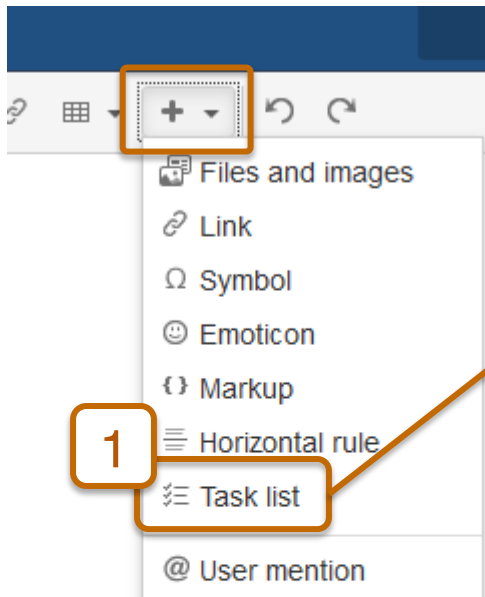 Files and images
Link
Ω Symbol
Emoticon
{} Markup
1
Horizontal rule
Task list
@ User mention